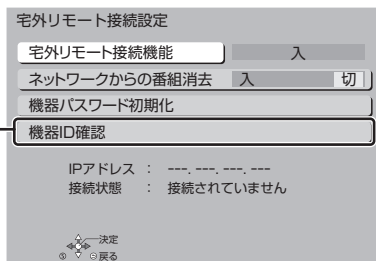 宅外リモート接続設定
宅外リモート接続機能 入
ネットワークからの番組消去 入 切
機器パスワード初期化
機器ID確認
IPアドレス : ---. ---. ---. ---
接続状態 : 接続されていません
決定
戻る